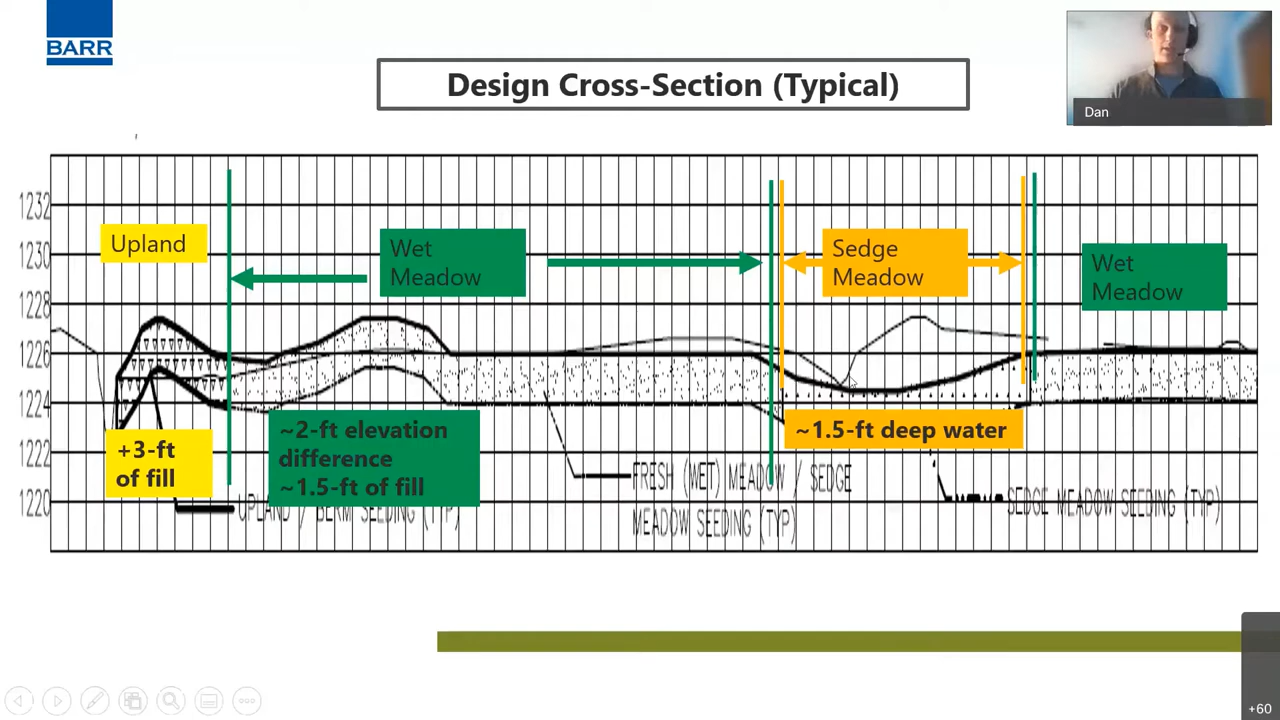 BARR
Design Cross-Section (Typical)
Dan
1232
1230
1228
1226
1224
1222
1220
Upland
Wet
Meadow
Sedge
Meadow
Wet
Meadow
+3-ft
of fill
~2-ft elevation
difference
~1.5-ft of fill
~1.5-ft deep water
UPLAND / BERM SEEDING (TYP)
FRESH (WET) MEADOW / SEDGE
MEADOW SEEDING (TYP)
SEDGE MEADOW SEEDING (TYP)
+60